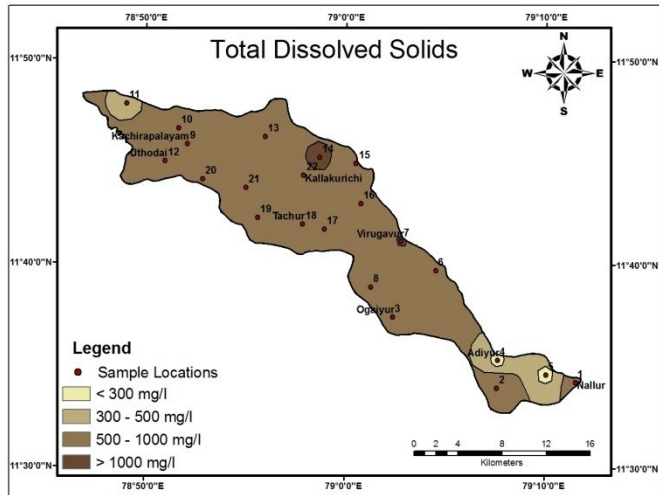 78°50'0"E 79°00'0"E 79°10'0"E
Total Dissolved Solids
N
W E
S
11°50'0"N 11°50'0"N
11
10
Kachirapalayam 9
13
14
15
Uthodai 12
22
Kallakurichi
20
21
16
19
Tachur 18
17
Virugavur 7
11°40'0"N 11°40'0"N
6
8
Ogaiyur 3
Adiyur 4
5
1
2
Nallur
Legend
Sample Locations
< 300 mg/l
300 - 500 mg/l
500 - 1000 mg/l
> 1000 mg/l
0 2 4 8 12 16
Kilometers
11°30'0"N 11°30'0"N
78°50'0"E 79°00'0"E 79°10'0"E